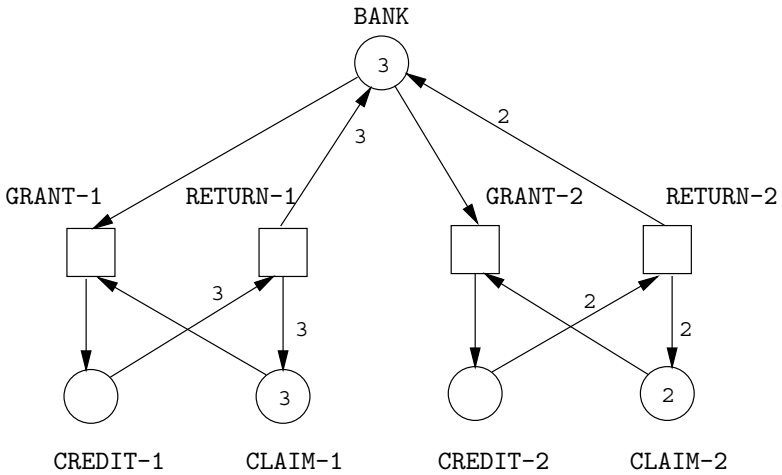 BANK
3
2
3
GRANT-1 RETURN-1 GRANT-2 RETURN-2
3 2
3 2
3 2
CREDIT-1 CLAIM-1 CREDIT-2 CLAIM-2